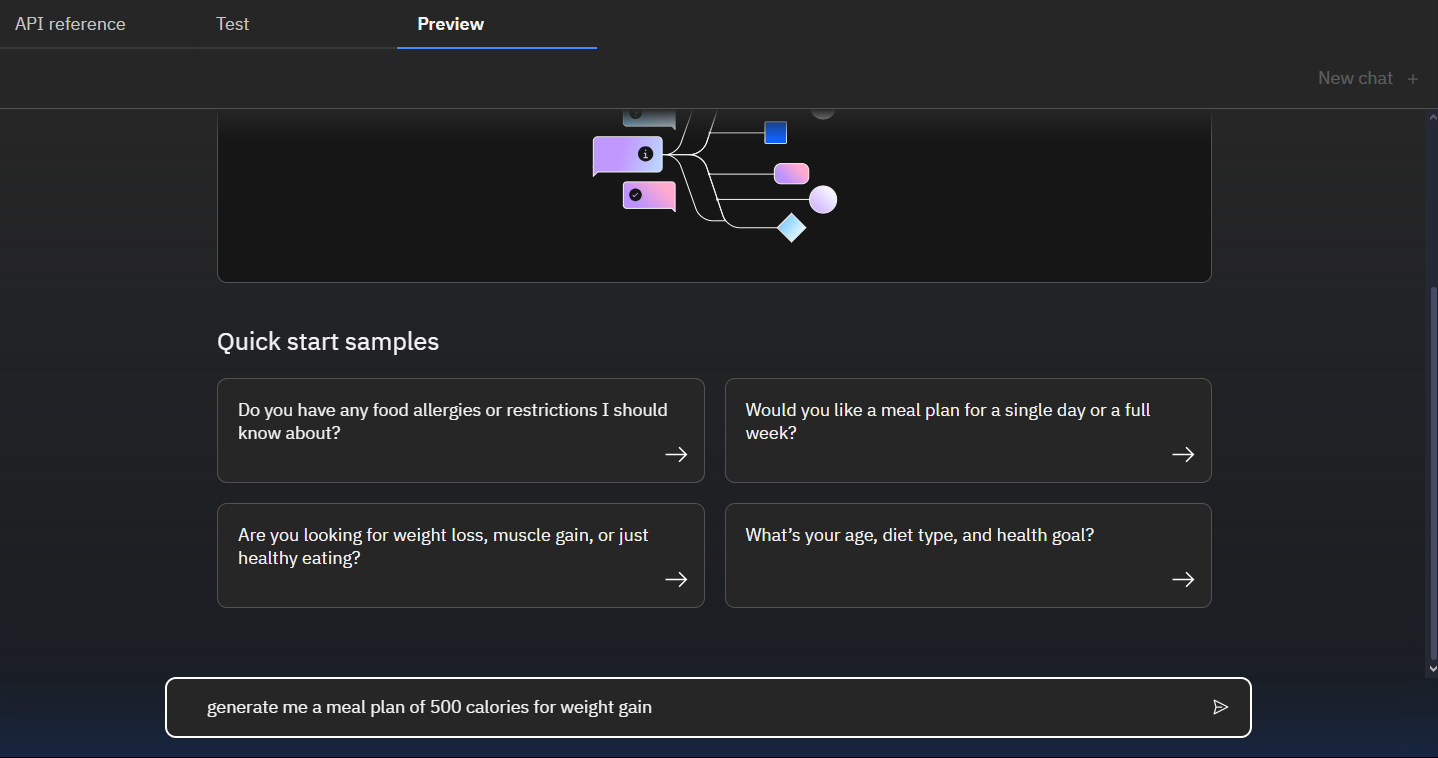 API reference
Test
Preview
New chat +
Quick start samples
Do you have any food allergies or restrictions I should
know about?
Would you like a meal plan for a single day or a full
week?
Are you looking for weight loss, muscle gain, or just
healthy eating?
What’s your age, diet type, and health goal?
generate me a meal plan of 500 calories for weight gain